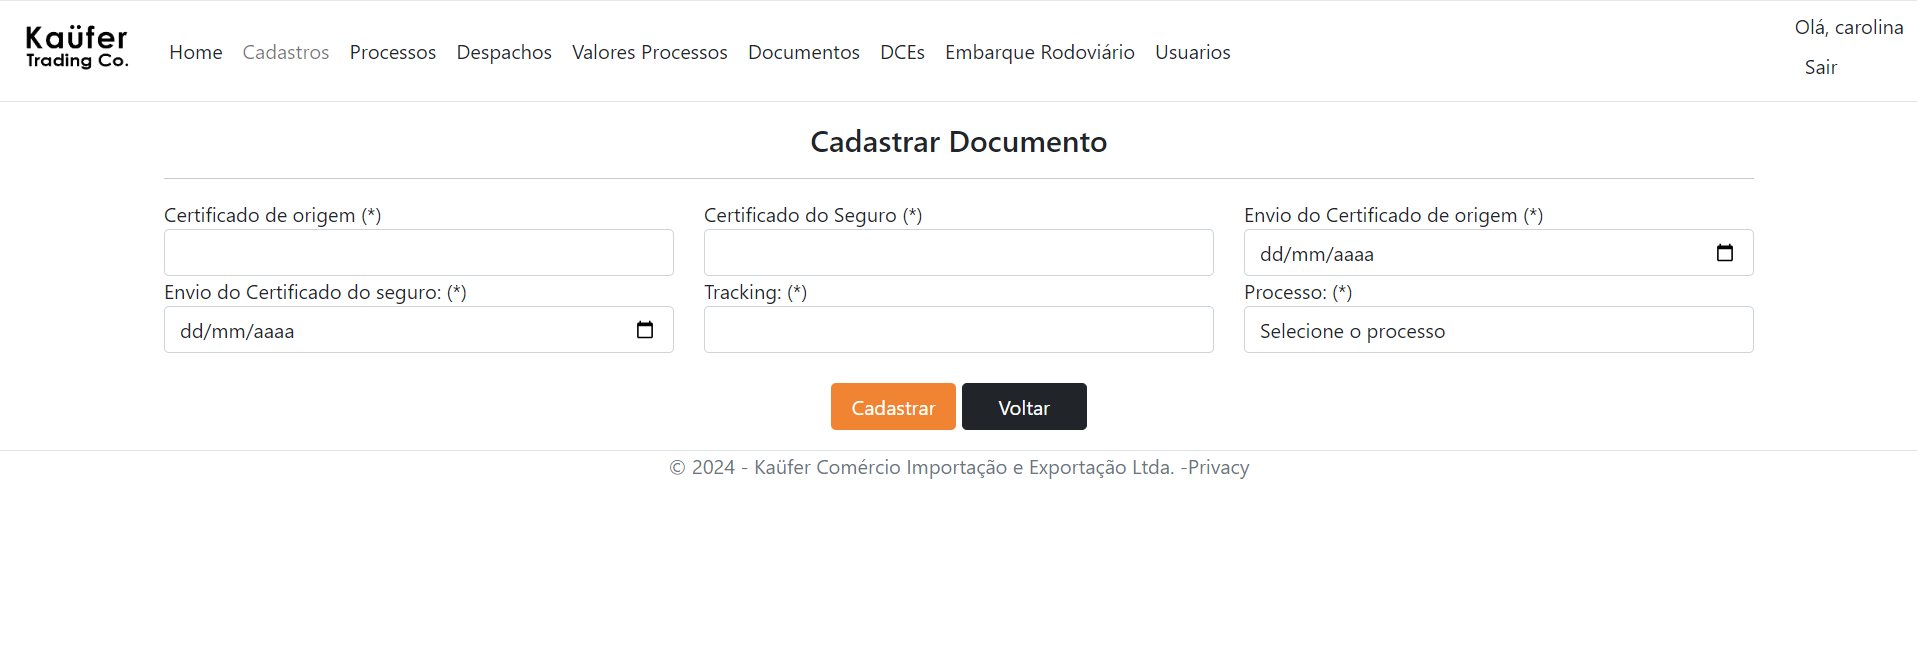 Kaüfer
Trading Co.
Home Cadastros Processos Despachos Valores Processos Documentos DCEs Embarque Rodoviário Usuarios
Olá, carolina
Sair
Cadastrar Documento
Certificado de origem (*) Certificado do Seguro (*) Envio do Certificado de origem (*)
dd/mm/aaaa
Envio do Certificado do seguro: (*) Tracking: (*) Processo: (*)
dd/mm/aaaa Selecione o processo
Cadastrar Voltar
© 2024 - Kaüfer Comércio Importação e Exportação Ltda. -Privacy